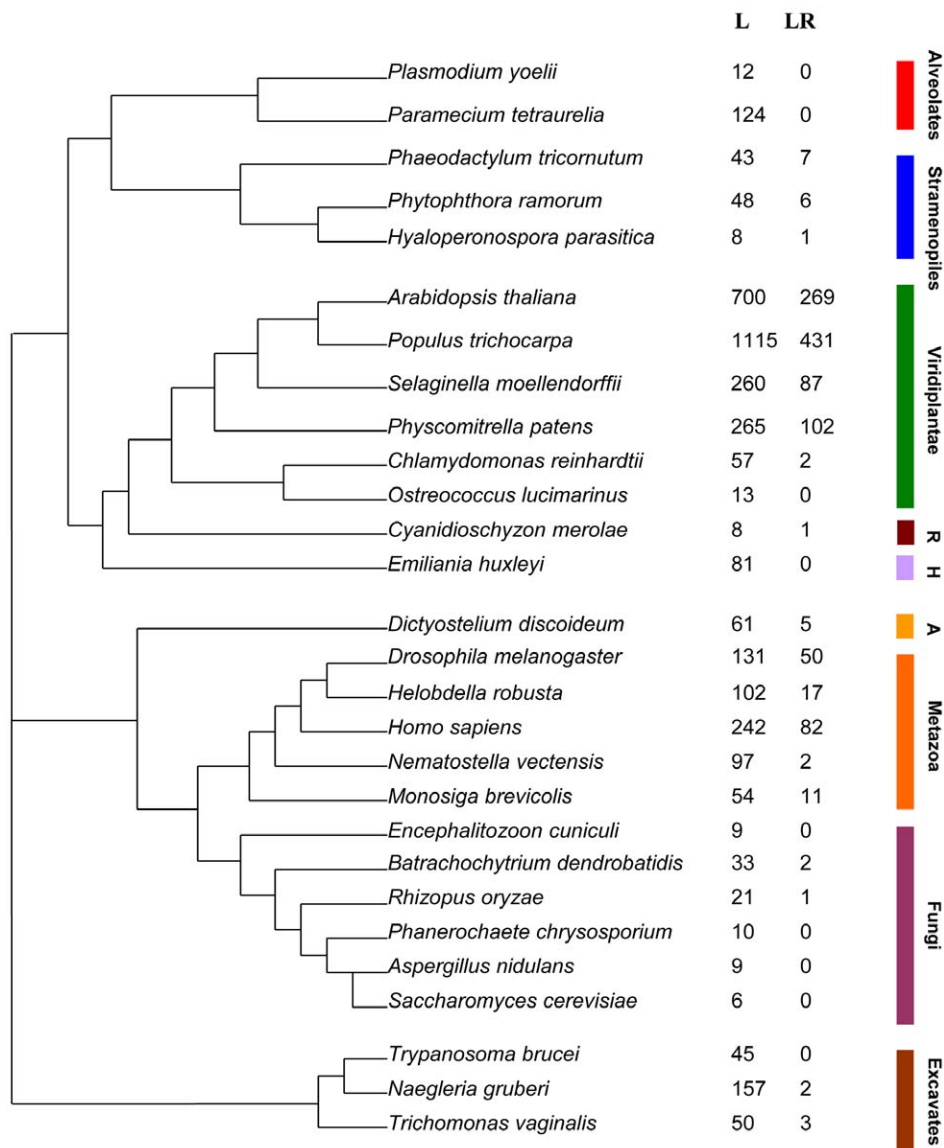 L LR
Plasmodium yoelii 12 0
Paramecium tetraurelia 124 0
Alveolates
Phaeodactylum tricornutum 43 7
Phytophthora ramorum 48 6
Hyaloperonospora parasitica 8 1
Stramenopiles
Arabidopsis thaliana 700 269
Populus trichocarpa 1115 431
Selaginella moellendorffii 260 87
Physcomitrella patens 265 102
Chlamydomonas reinhardtii 57 2
Ostreococcus lucimarinus 13 0
Viridiplantae
Cyanidioschyzon merolae 8 1 R
Emiliania huxleyi 81 0 H
Dictyostelium discoideum 61 5 A
Drosophila melanogaster 131 50
Helobdella robusta 102 17
Homo sapiens 242 82
Nematostella vectensis 97 2
Monosiga brevicolis 54 11
Metazoa
Encephalitozoon cuniculi 9 0
Batrachochytrium dendrobatidis 33 2
Rhizopus oryzae 21 1
Phanerochaete chrysosporium 10 0
Aspergillus nidulans 9 0
Saccharomyces cerevisiae 6 0
Fungi
Trypanosoma brucei 45 0
Naegleria gruberi 157 2
Trichomonas vaginalis 50 3
Excavates